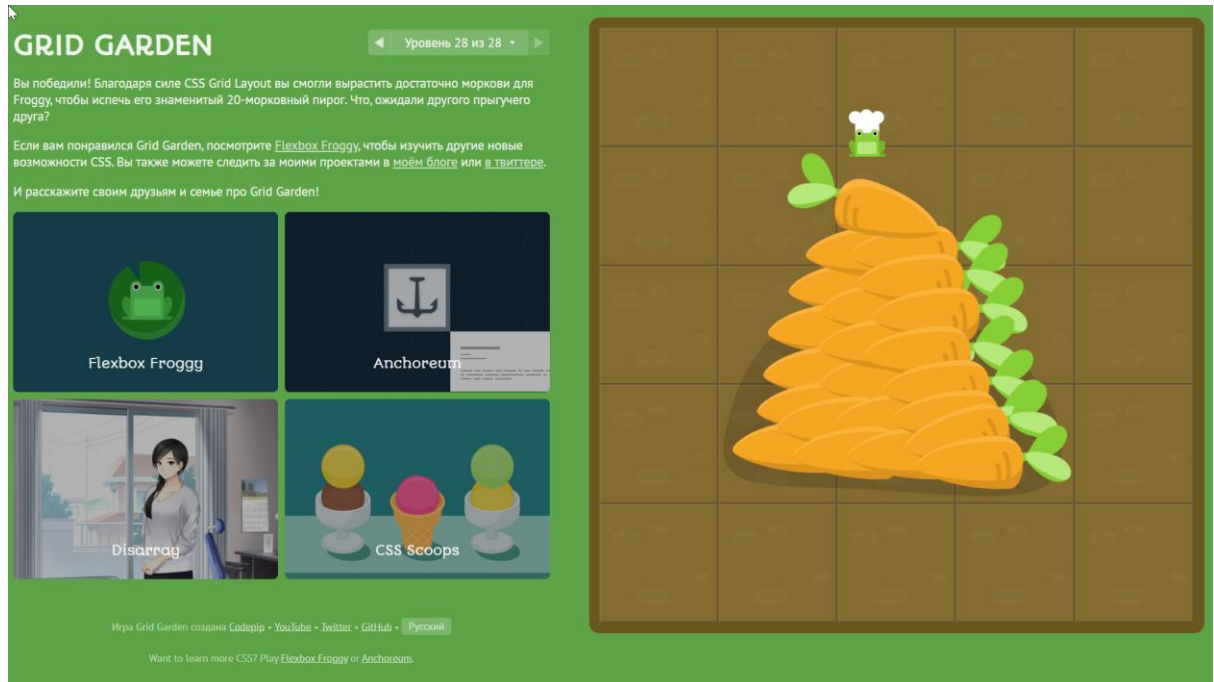 GRID GARDEN
Уровень 28 из 28
Вы победили! Благодаря силе CSS Grid Layout вы смогли вырастить достаточно моркови для
Froggy, чтобы испечь его знаменитый 20-морковный пирог. Что, ожидали другого прыгучего
друга?
Если вам понравился Grid Garden, посмотрите Flexbox Froggy, чтобы изучить другие новые
возможности CSS. Вы также можете следить за моими проектами в моём блоге или в твиттере.
И расскажите своим друзьям и семье про Grid Garden!
Flexbox Froggy
Anchoreum
Disarray
CSS Scoops
Игра Grid Garden создана Codepip • YouTube • Twitter • GitHub • Русский
Want to learn more CSS? Play Flexbox Froggy or Anchoreum.